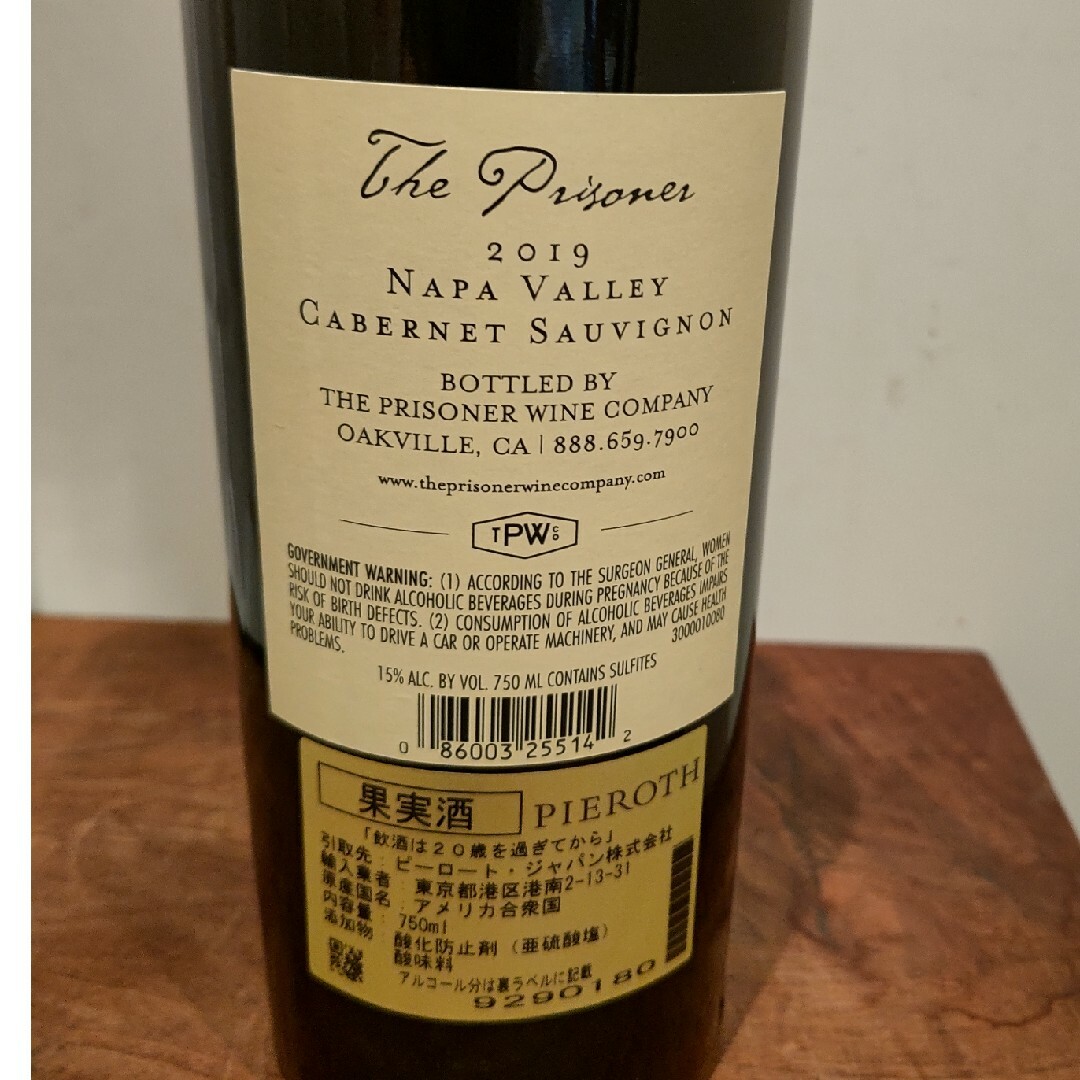 The Prisoner
2019
NAPA VALLEY
CABERNET SAUVIGNON
BOTTLED BY
THE PRISONER WINE COMPANY
OAKVILLE, CA | 888.659.7900
www.theprisonerwinecompany.com
TPWCO
GOVERNMENT WARNING: (1) ACCORDING TO THE SURGEON GENERAL, WOMEN
SHOULD NOT DRINK ALCOHOLIC BEVERAGES DURING PREGNANCY BECAUSE OF THE
RISK OF BIRTH DEFECTS. (2) CONSUMPTION OF ALCOHOLIC BEVERAGES IMPAIRS
YOUR ABILITY TO DRIVE A CAR OR OPERATE MACHINERY, AND MAY CAUSE HEALTH
PROBLEMS. 3000010080
15% ALC. BY VOL. 750 ML CONTAINS SULFITES
0 86003 25514 2
果実酒 PIEROTH
「飲酒は20歳を過ぎてから」
引取先:ピーロート・ジャパン株式会社
輸入業者:東京都港区港南2-13-31
原産国名:アメリカ合衆国
内容量:750ml
添加物:酸化防止剤(亜硫酸塩)
酸味料
アルコール分は裏ラベルに記載
9290180